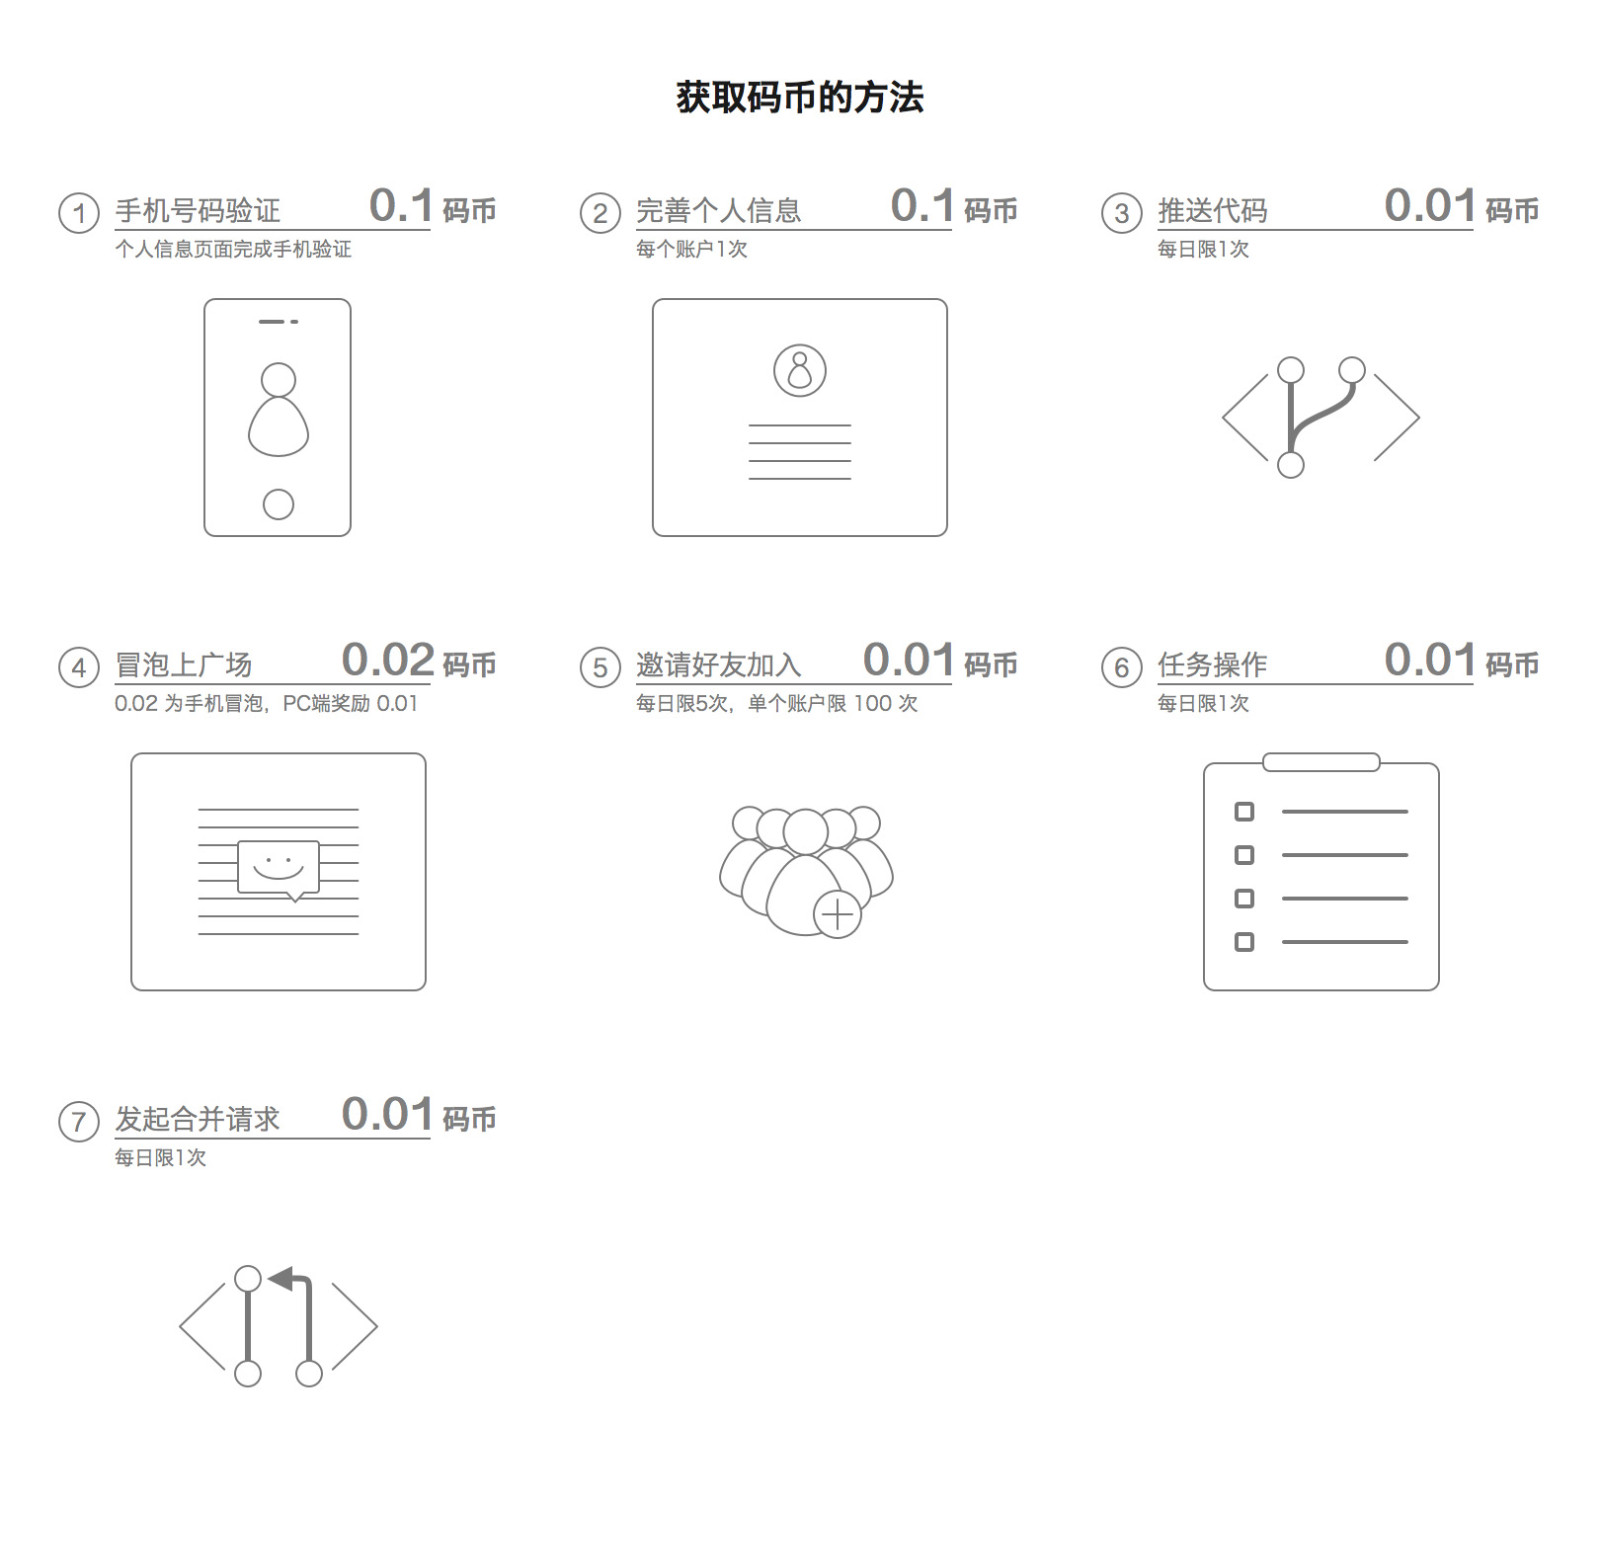 获取码币的方法
1 手机号码验证 0.1 码币
个人信息页面完成手机验证
2 完善个人信息 0.1 码币
每个账户1次
3 推送代码 0.01 码币
每日限1次
4 冒泡上广场 0.02 码币
0.02 为手机冒泡，PC端奖励 0.01
5 邀请好友加入 0.01 码币
每日限5次，单个账户限 100 次
6 任务操作 0.01 码币
每日限1次
7 发起合并请求 0.01 码币
每日限1次